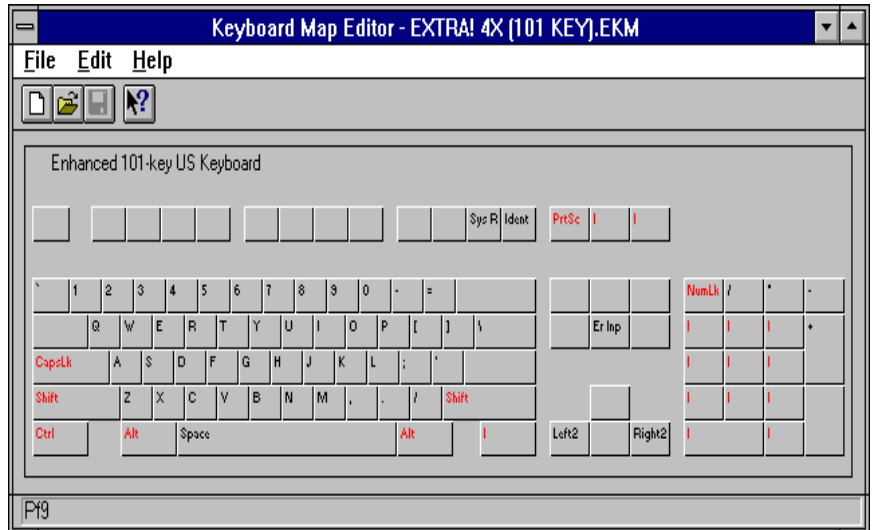 Keyboard Map Editor - EXTRA! 4X (101 KEY).EKM
File Edit Help
Enhanced 101-key US Keyboard
Sys R Ident PrtSc I I
` 1 2 3 4 5 6 7 8 9 0 - = NumLk / * -
Q W E R T Y U I O P [ ] \ Er Inp I I I +
CapsLk A S D F G H J K L ; ' I I I
Shift Z X C V B N M , . / Shift I I I
Ctrl Alt Space Alt I Left2 Right2 I I
Pf9